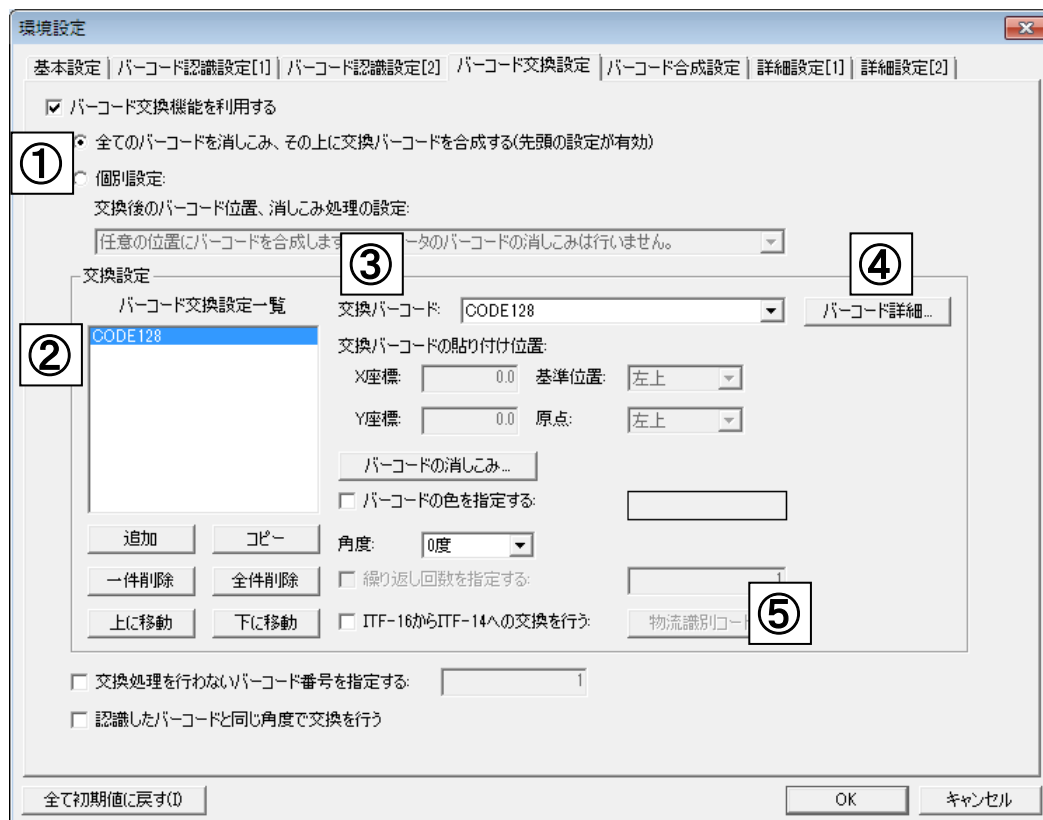 環境設定
基本設定 バーコード認識設定[1] バーコード認識設定[2] バーコード交換設定 バーコード合成設定 詳細設定[1] 詳細設定[2]
バーコード交換機能を利用する
① 全てのバーコードを消しこみ、その上に交換バーコードを合成する(先頭の設定が有効)
個別設定:
交換後のバーコード位置、消しこみ処理の設定:
任意の位置にバーコードを合成します ータのバーコードの消しこみは行いません。
③ ④
交換設定
バーコード交換設定一覧 交換バーコード: CODE128 バーコード詳細...
② CODE128
交換バーコードの貼り付け位置:
X座標: 0.0 基準位置: 左上
Y座標: 0.0 原点: 左上
バーコードの消しこみ...
バーコードの色を指定する:
追加 コピー 角度: 0度
一件削除 全件削除 繰り返し回数を指定する: 1
上に移動 下に移動 ITF-16からITF-14への交換を行う: 物流識別コード ⑤
交換処理を行わないバーコード番号を指定する: 1
認識したバーコードと同じ角度で交換を行う
全て初期値に戻す(I) OK キャンセル